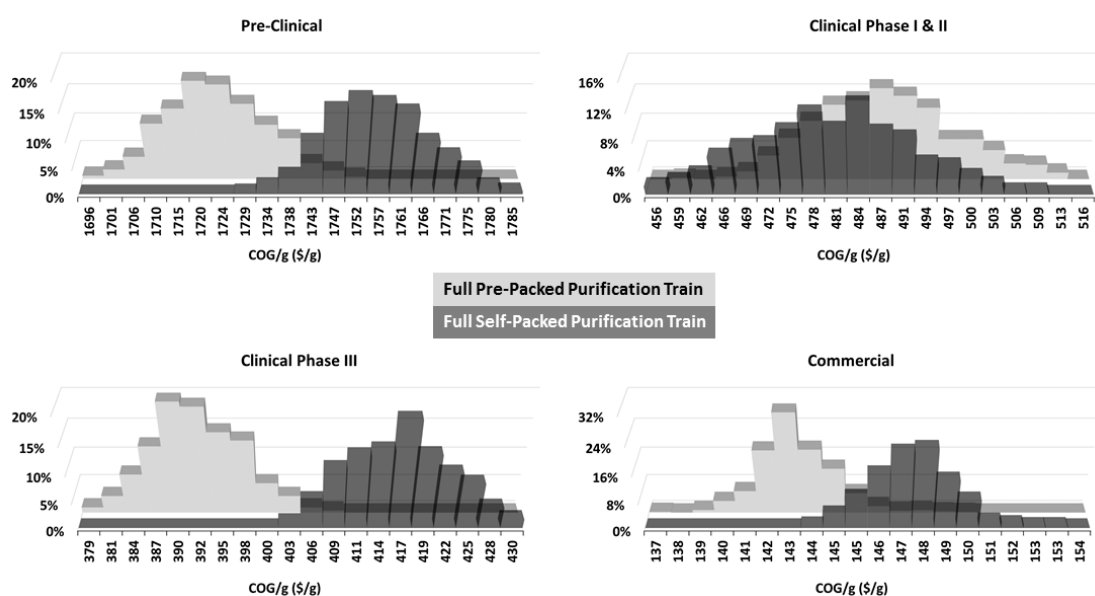 Pre-Clinical
20%
15%
10%
5%
0%
1696 1701 1706 1710 1715 1720 1724 1729 1734 1738 1743 1747 1752 1757 1761 1766 1771 1775 1780 1785
COG/g ($/g)
Clinical Phase I & II
16%
12%
8%
4%
0%
456 459 462 466 469 472 475 478 481 484 487 491 494 497 500 503 506 509 513 516
COG/g ($/g)
Full Pre-Packed Purification Train
Full Self-Packed Purification Train
Clinical Phase III
20%
15%
10%
5%
0%
379 381 384 387 390 392 395 398 400 403 406 409 411 414 417 419 422 425 428 430
COG/g ($/g)
Commercial
32%
24%
16%
8%
0%
137 138 139 140 141 142 143 144 145 145 146 147 148 149 150 151 152 153 153 154
COG/g ($/g)